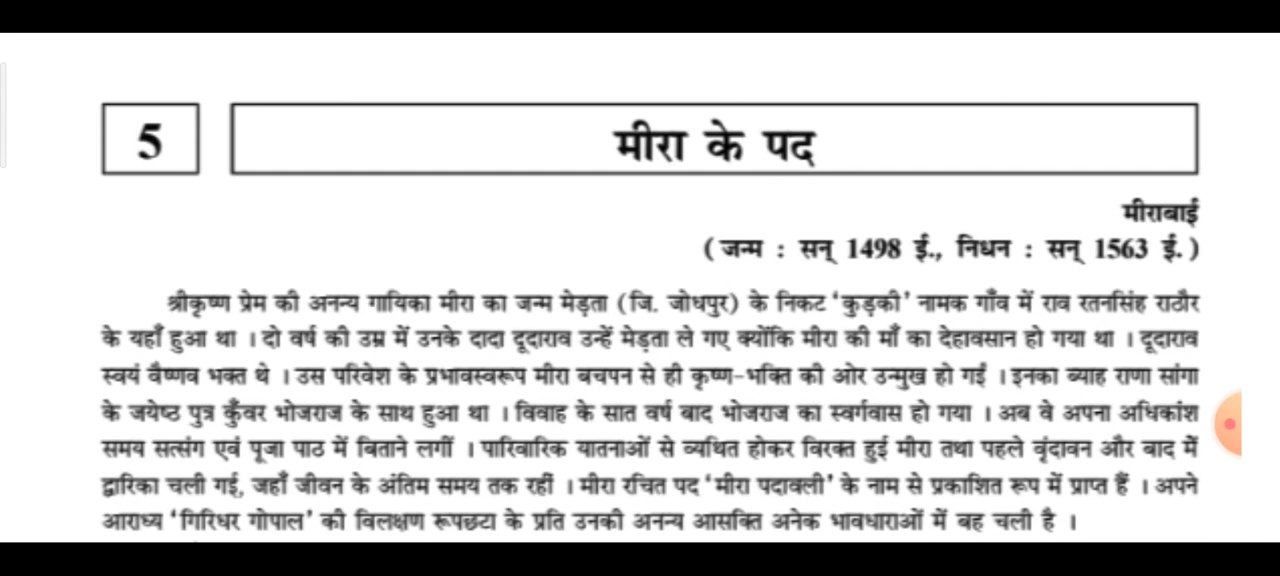 5
मीरा के पद
मीराबाई
( जन्म : सन् 1498 ई., निधन : सन् 1563 ई. )
श्रीकृष्ण प्रेम की अनन्य गायिका मीरा का जन्म मेड़ता (जि. जोधपुर) के निकट ‘कुड़की’ नामक गाँव में राव रतनसिंह राठौर
के यहाँ हुआ था । दो वर्ष की उम्र में उनके दादा दूदाराव उन्हें मेड़ता ले गए क्योंकि मीरा की माँ का देहावसान हो गया था । दूदाराव
स्वयं वैष्णव भक्त थे । उस परिवेश के प्रभावस्वरूप मीरा बचपन से ही कृष्ण-भक्ति की ओर उन्मुख हो गईं । इनका ब्याह राणा सांगा
के जयेष्ठ पुत्र कुँवर भोजराज के साथ हुआ था । विवाह के सात वर्ष बाद भोजराज का स्वर्गवास हो गया । अब वे अपना अधिकांश
समय सत्संग एवं पूजा पाठ में बिताने लगीं । पारिवारिक यातनाओं से व्यथित होकर विरक्त हुई मीरा तथा पहले वृंदावन और बाद में
द्वारिका चली गई, जहाँ जीवन के अंतिम समय तक रहीं । मीरा रचित पद ‘मीरा पदावली’ के नाम से प्रकाशित रूप में प्राप्त हैं । अपने
आराध्य ‘गिरिधर गोपाल’ की विलक्षण रूपछटा के प्रति उनकी अनन्य आसक्ति अनेक भावधाराओं में बह चली है ।